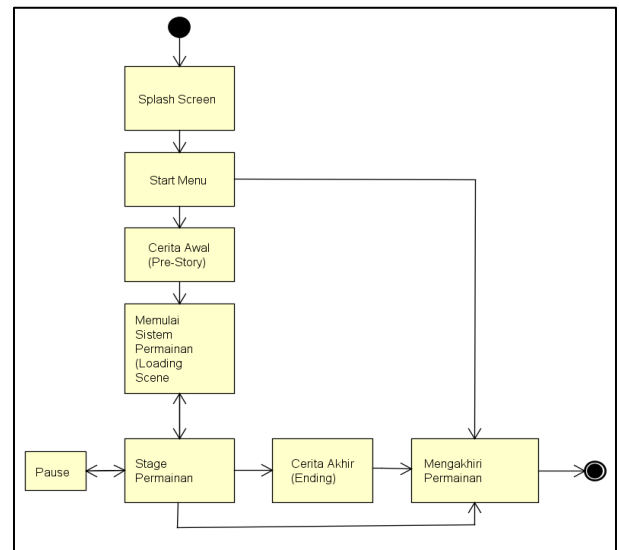 Splash Screen
Start Menu
Cerita Awal
(Pre-Story)
Memulai
Sistem
Permainan
(Loading
Scene
Pause
Stage
Permainan
Cerita Akhir
(Ending)
Mengakhiri
Permainan